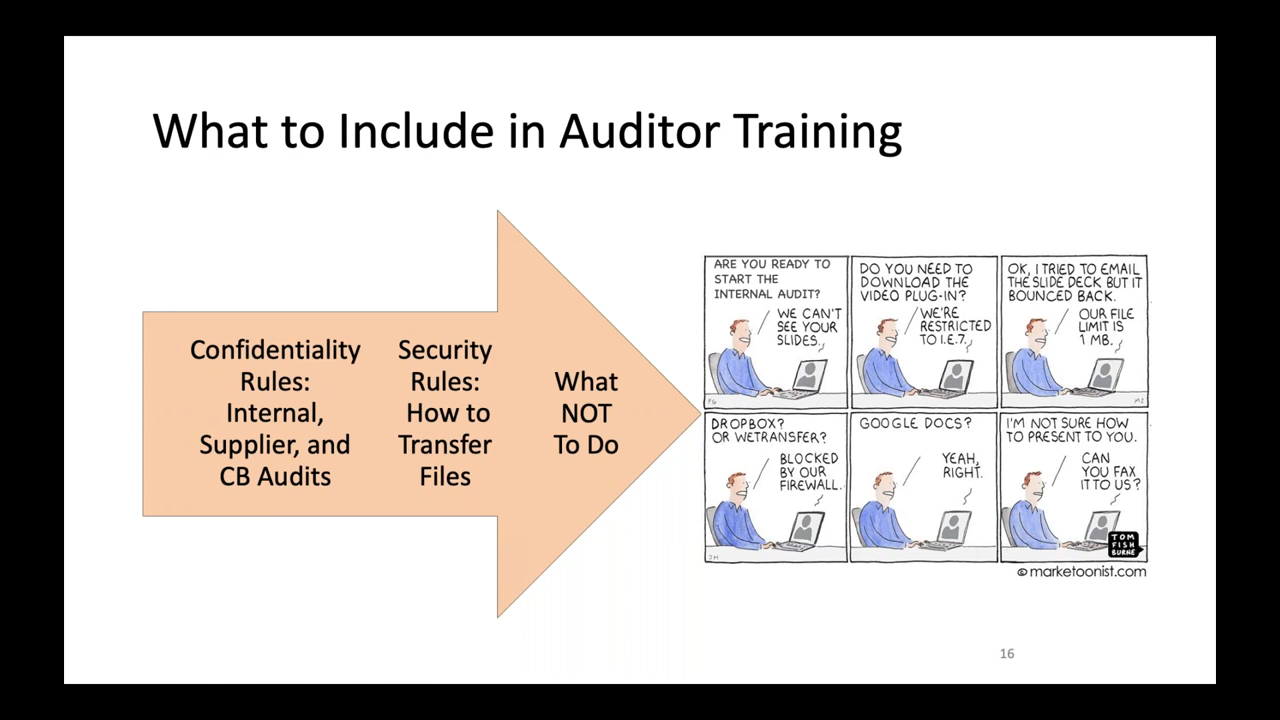 What to Include in Auditor Training
Confidentiality
Rules:
Internal,
Supplier, and
CB Audits
Security
Rules:
How to
Transfer
Files
What
NOT
To Do
ARE YOU READY TO
START THE
INTERNAL AUDIT?
WE CAN'T
SEE YOUR
SLIDES.
DO YOU NEED TO
DOWNLOAD THE
VIDEO PLUG-IN?
WE'RE
RESTRICTED
TO I.E.7.
OK, I TRIED TO EMAIL
THE SLIDE DECK BUT IT
BOUNCED BACK.
OUR FILE
LIMIT IS
1 MB.
DROPBOX?
OR WETRANSFER?
BLOCKED
BY OUR
FIREWALL.
GOOGLE DOCS?
YEAH,
RIGHT.
I'M NOT SURE HOW
TO PRESENT TO YOU.
CAN
YOU FAX
IT TO US?
TOM
FISH
BURNE
© marketoonist.com
16